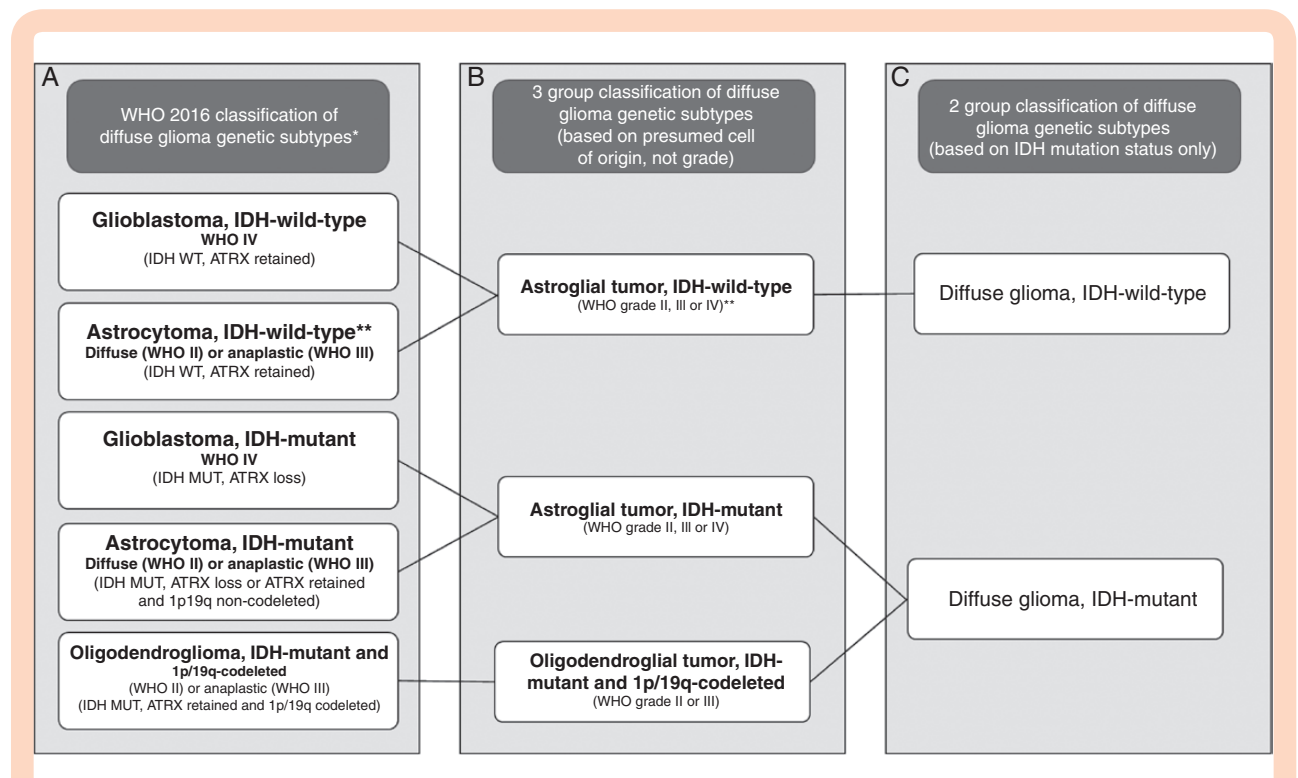 A
WHO 2016 classification of
diffuse glioma genetic subtypes*
Glioblastoma, IDH-wild-type
WHO IV
(IDH WT, ATRX retained)
Astrocytoma, IDH-wild-type**
Diffuse (WHO II) or anaplastic (WHO III)
(IDH WT, ATRX retained)
Glioblastoma, IDH-mutant
WHO IV
(IDH MUT, ATRX loss)
Astrocytoma, IDH-mutant
Diffuse (WHO II) or anaplastic (WHO III)
(IDH MUT, ATRX loss or ATRX retained
and 1p19q non-codeleted)
Oligodendroglioma, IDH-mutant and
1p/19q-codeleted
(WHO II) or anaplastic (WHO III)
(IDH MUT, ATRX retained and 1p/19q codeleted)
B
3 group classification of diffuse
glioma genetic subtypes
(based on presumed cell
of origin, not grade)
Astroglial tumor, IDH-wild-type
(WHO grade II, III or IV)**
Astroglial tumor, IDH-mutant
(WHO grade II, III or IV)
Oligodendroglial tumor, IDH-
mutant and 1p/19q-codeleted
(WHO grade II or III)
C
2 group classification of diffuse
glioma genetic subtypes
(based on IDH mutation status only)
Diffuse glioma, IDH-wild-type
Diffuse glioma, IDH-mutant